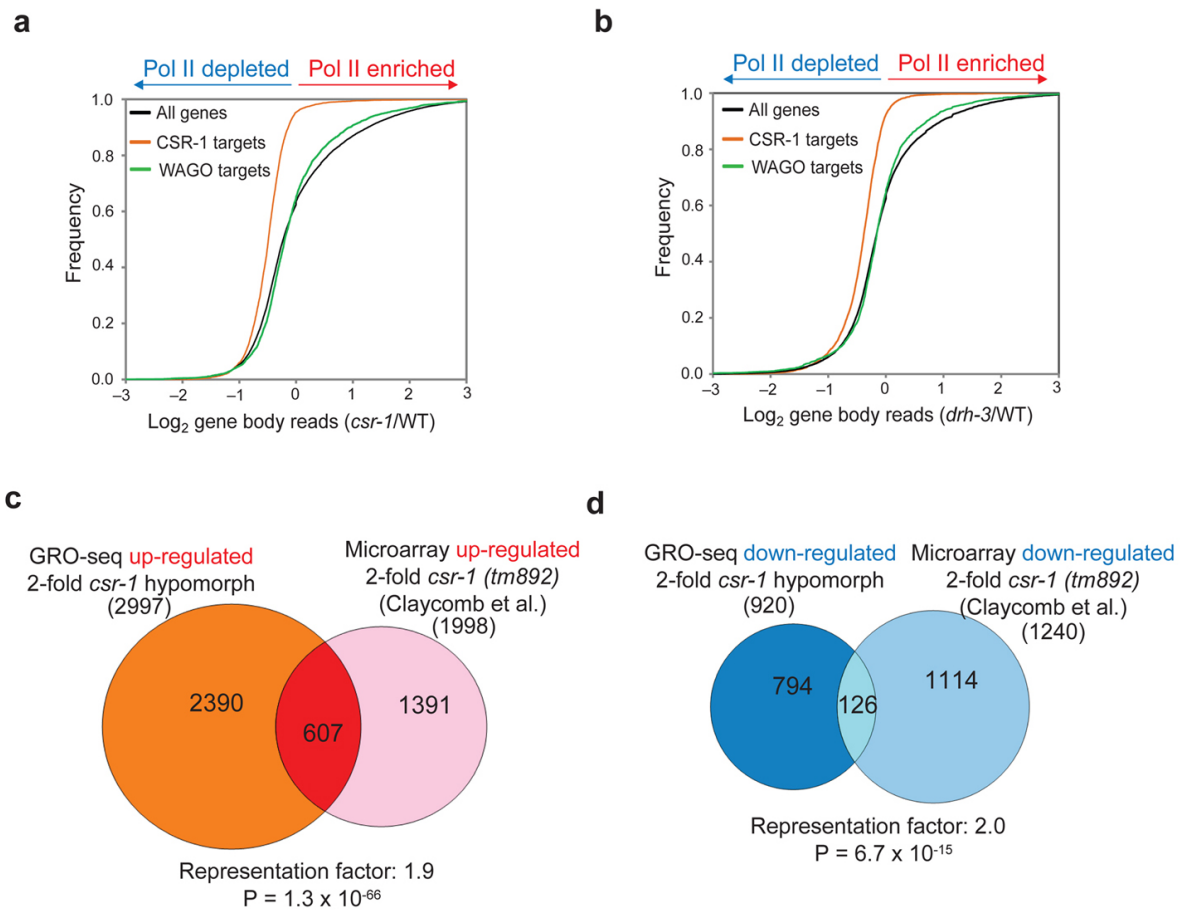 a
Pol II depleted Pol II enriched
1.0
0.8
0.6
0.4
0.2
0.0
Frequency
All genes
CSR-1 targets
WAGO targets
–3 –2 –1 0 1 2 3
Log2 gene body reads (csr-1/WT)
b
Pol II depleted Pol II enriched
1.0
0.8
0.6
0.4
0.2
0.0
Frequency
All genes
CSR-1 targets
WAGO targets
–3 –2 –1 0 1 2 3
Log2 gene body reads (drh-3/WT)
c
GRO-seq up-regulated
2-fold csr-1 hypomorph
(2997)
Microarray up-regulated
2-fold csr-1 (tm892)
(Claycomb et al.)
(1998)
2390
607
1391
Representation factor: 1.9
P = 1.3 x 10-66
d
GRO-seq down-regulated
2-fold csr-1 hypomorph
(920)
Microarray down-regulated
2-fold csr-1 (tm892)
(Claycomb et al.)
(1240)
794
126
1114
Representation factor: 2.0
P = 6.7 x 10-15